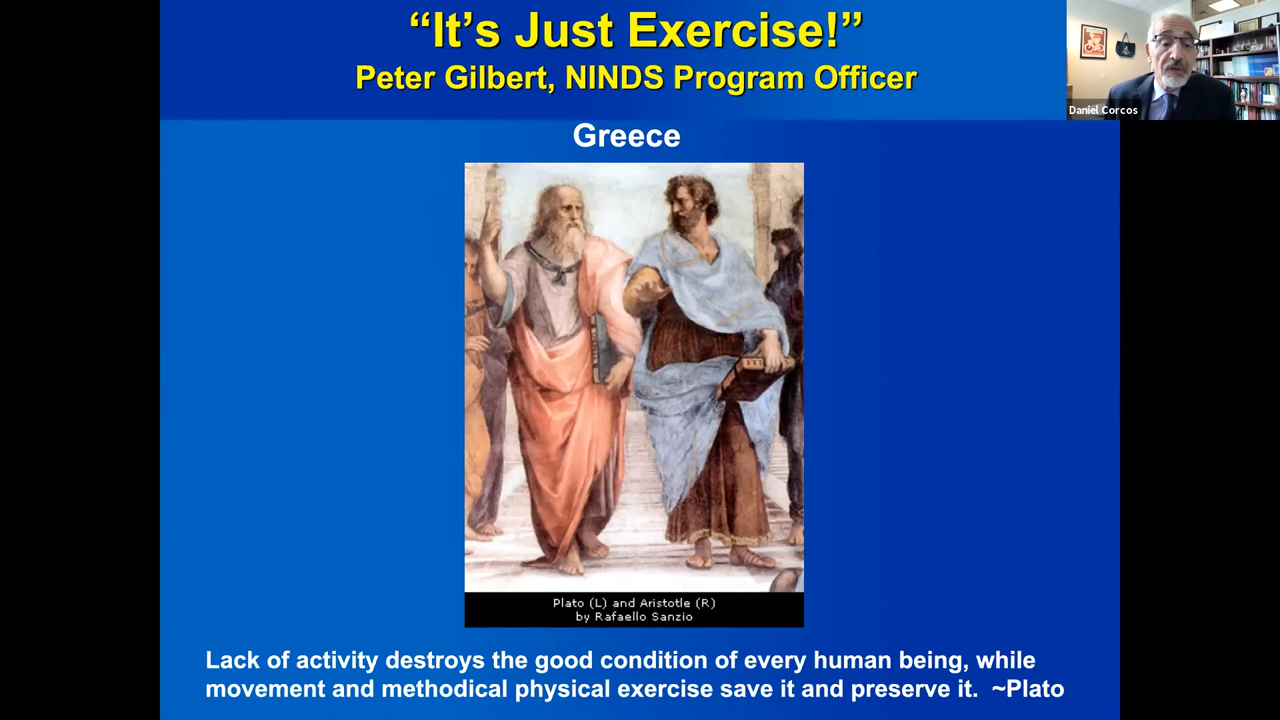 “It’s Just Exercise!”
Peter Gilbert, NINDS Program Officer
Daniel Corcos
Greece
Plato (L) and Aristotle (R)
by Rafaello Sanzio
Lack of activity destroys the good condition of every human being, while
movement and methodical physical exercise save it and preserve it.  ~Plato